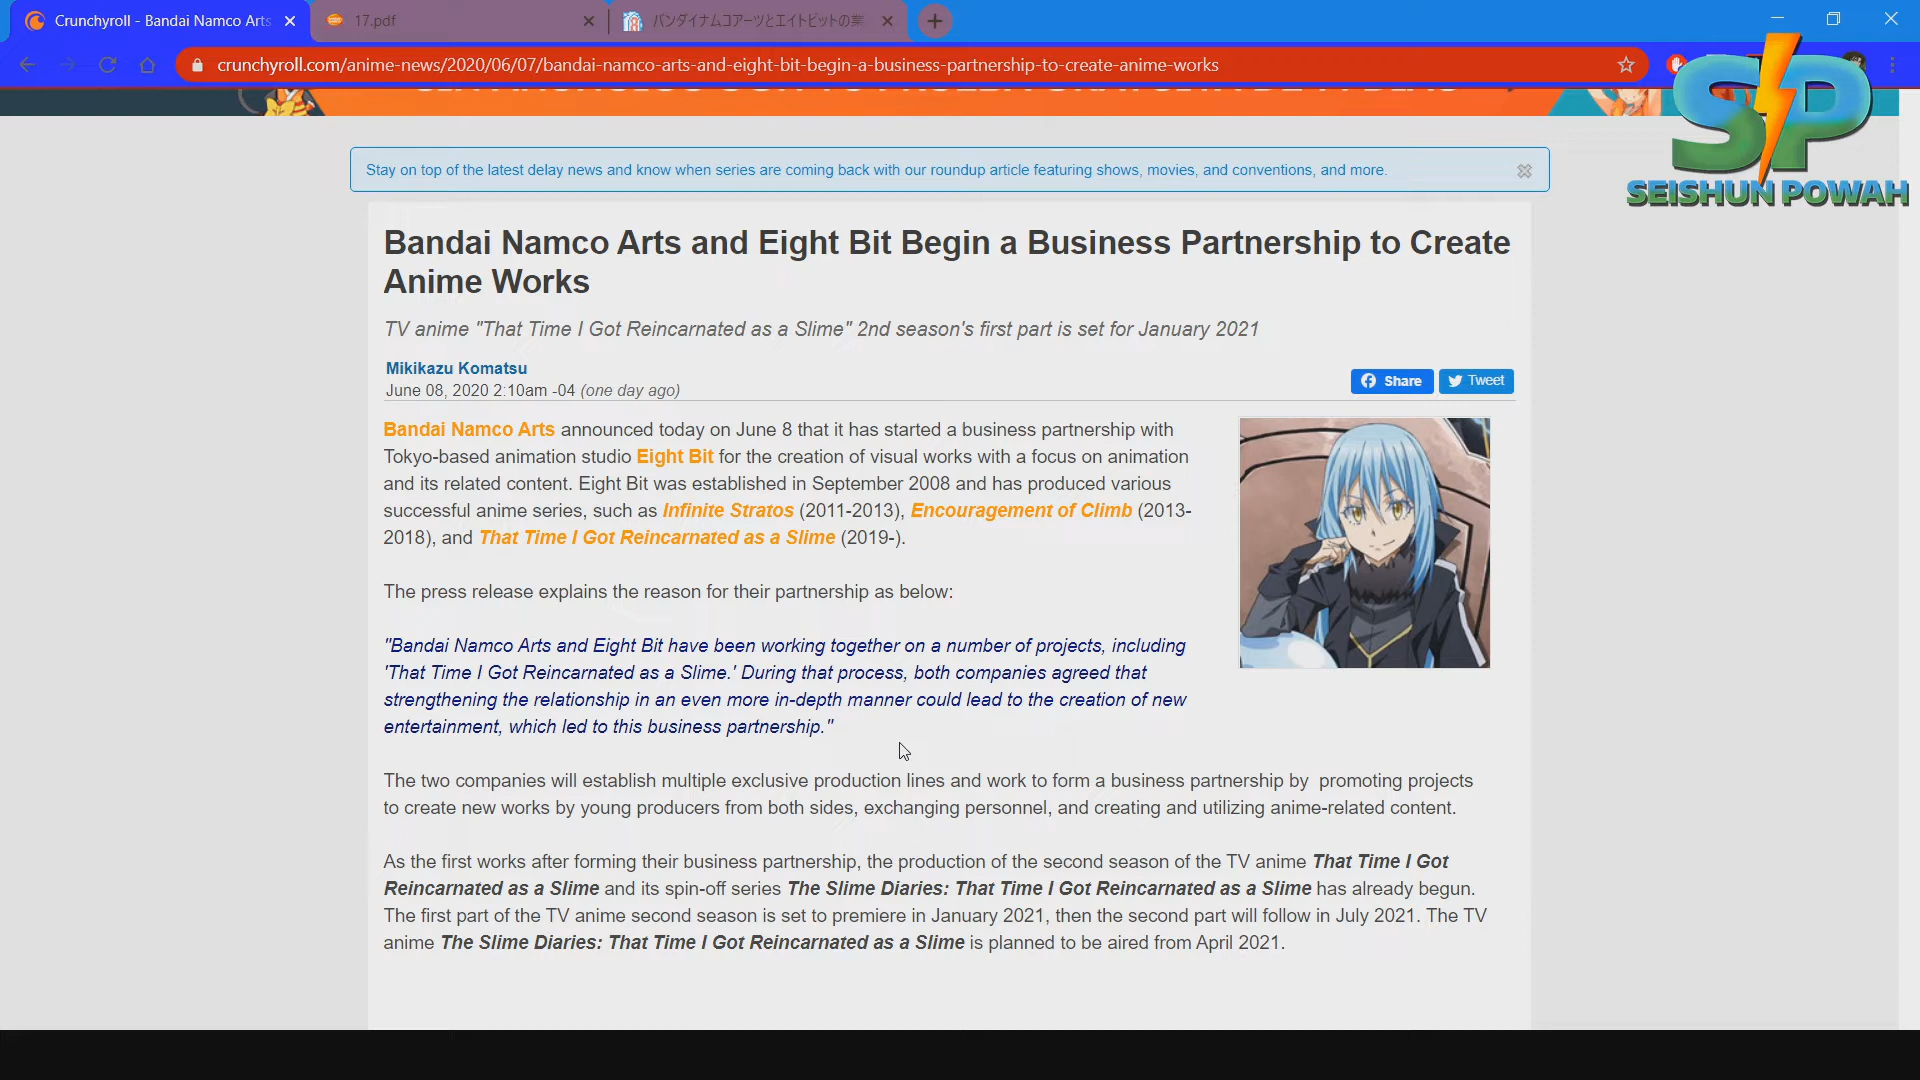 Crunchyroll - Bandai Namco Arts
17.pdf
バンダイナムコアーツとエイトビットの業
crunchyroll.com/anime-news/2020/06/07/bandai-namco-arts-and-eight-bit-begin-a-business-partnership-to-create-anime-works
SP
SEISHUN POWAH
Stay on top of the latest delay news and know when series are coming back with our roundup article featuring shows, movies, and conventions, and more.
Bandai Namco Arts and Eight Bit Begin a Business Partnership to Create
Anime Works
TV anime "That Time I Got Reincarnated as a Slime" 2nd season's first part is set for January 2021
Mikikazu Komatsu
June 08, 2020 2:10am -04 (one day ago)
Share
Tweet
Bandai Namco Arts announced today on June 8 that it has started a business partnership with
Tokyo-based animation studio Eight Bit for the creation of visual works with a focus on animation
and its related content. Eight Bit was established in September 2008 and has produced various
successful anime series, such as Infinite Stratos (2011-2013), Encouragement of Climb (2013-
2018), and That Time I Got Reincarnated as a Slime (2019-).
The press release explains the reason for their partnership as below:
"Bandai Namco Arts and Eight Bit have been working together on a number of projects, including
'That Time I Got Reincarnated as a Slime.' During that process, both companies agreed that
strengthening the relationship in an even more in-depth manner could lead to the creation of new
entertainment, which led to this business partnership."
The two companies will establish multiple exclusive production lines and work to form a business partnership by  promoting projects
to create new works by young producers from both sides, exchanging personnel, and creating and utilizing anime-related content.
As the first works after forming their business partnership, the production of the second season of the TV anime That Time I Got
Reincarnated as a Slime and its spin-off series The Slime Diaries: That Time I Got Reincarnated as a Slime has already begun.
The first part of the TV anime second season is set to premiere in January 2021, then the second part will follow in July 2021. The TV
anime The Slime Diaries: That Time I Got Reincarnated as a Slime is planned to be aired from April 2021.